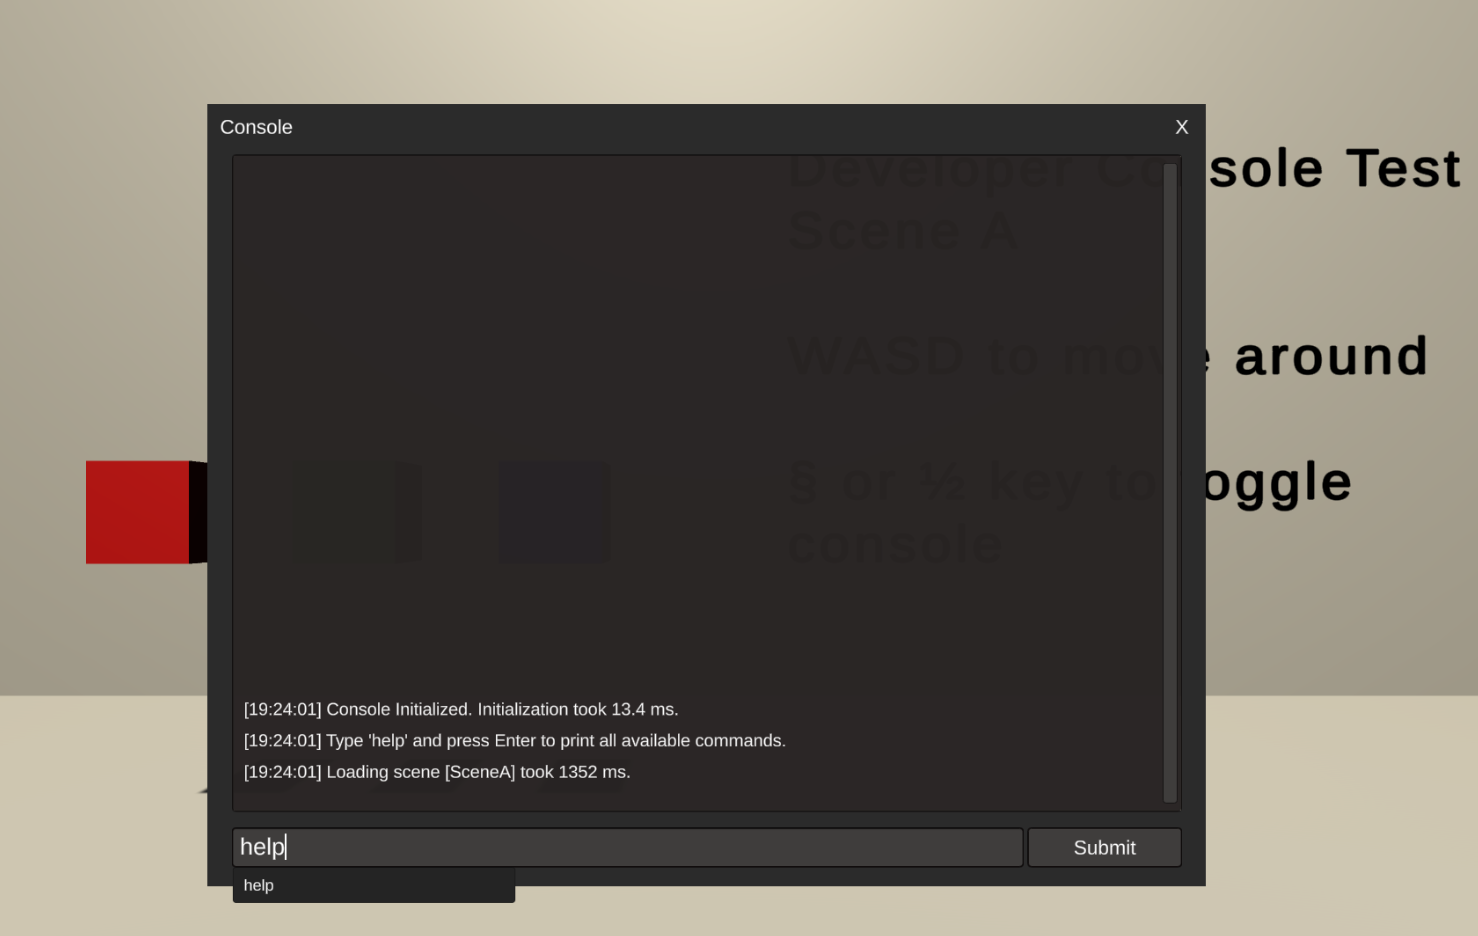 Console
X
Developer Console Test
Scene A
WASD to move around
§ or ½ key to toggle
console
[19:24:01] Console Initialized. Initialization took 13.4 ms.
[19:24:01] Type 'help' and press Enter to print all available commands.
[19:24:01] Loading scene [SceneA] took 1352 ms.
help
Submit
help